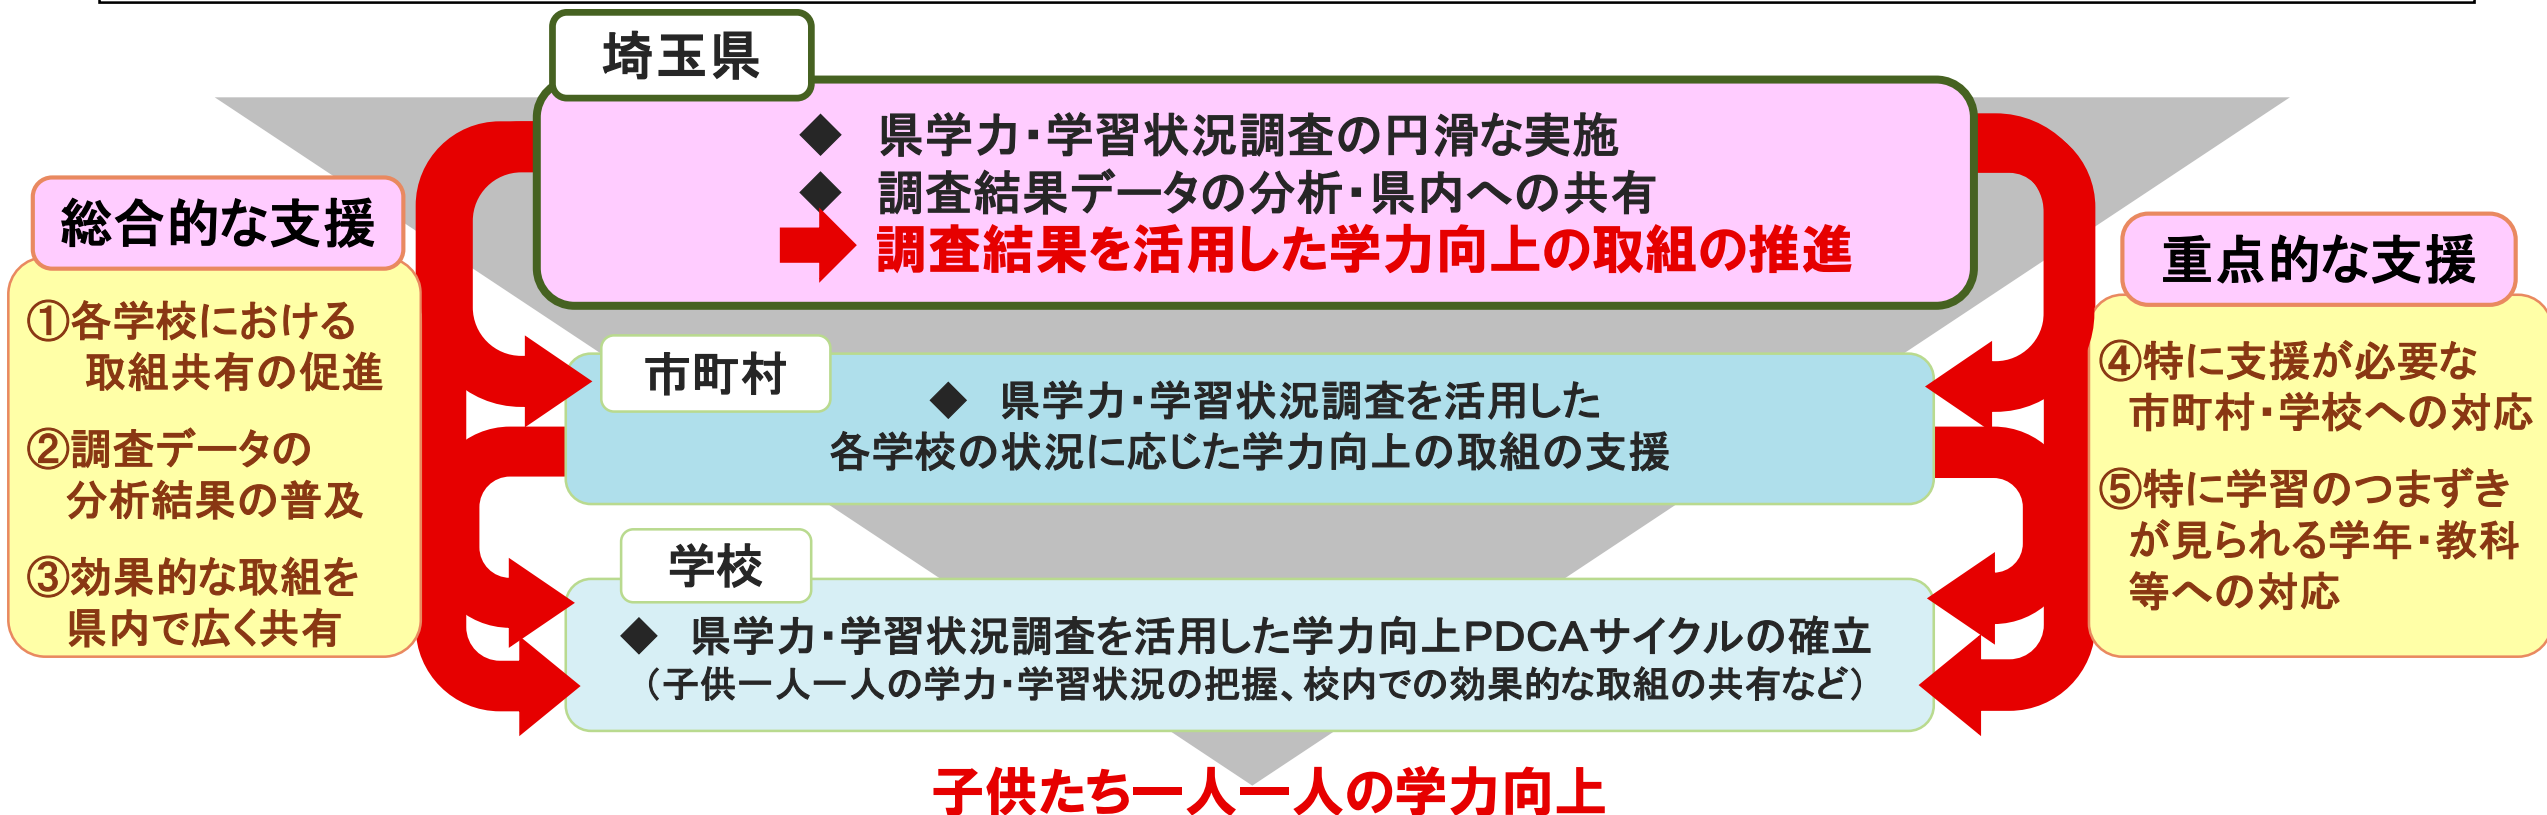 埼玉県
◆ 県学力・学習状況調査の円滑な実施
◆ 調査結果データの分析・県内への共有
調査結果を活用した学力向上の取組の推進
総合的な支援
①各学校における
取組共有の促進
②調査データの
分析結果の普及
③効果的な取組を
県内で広く共有
重点的な支援
④特に支援が必要な
市町村・学校への対応
⑤特に学習のつまずき
が見られる学年・教科
等への対応
市町村
◆ 県学力・学習状況調査を活用した
各学校の状況に応じた学力向上の取組の支援
学校
◆ 県学力・学習状況調査を活用した学力向上PDCAサイクルの確立
（子供一人一人の学力・学習状況の把握、校内での効果的な取組の共有など）
子供たち一人一人の学力向上